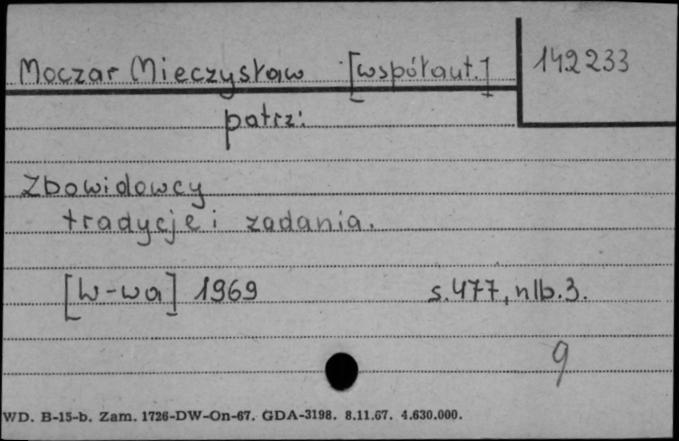 Moczar Mieczysław [współaut.] 142233
patrz:
Zbowidowcy
tradycje i zadania.
[W-wa] 1969 s.477, nlb.3.
9
WD. B-15-b. Zam. 1726-DW-On-67. GDA-3198. 8.11.67. 4.630.000.